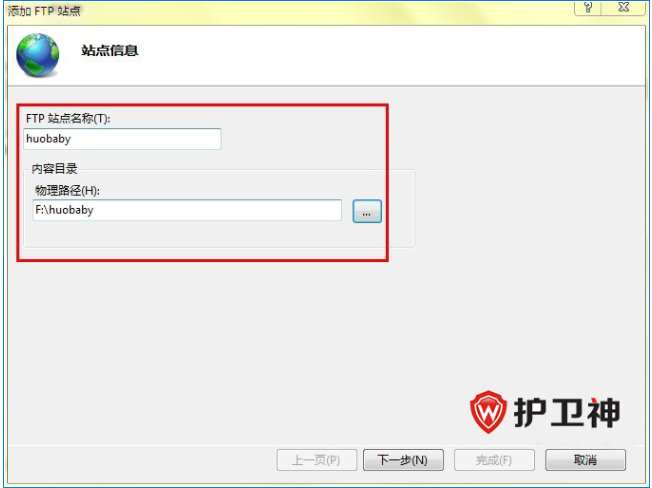 添加 FTP 站点
站点信息
FTP 站点名称(T):
huobaby
内容目录
物理路径(H):
F:\huobaby
...
护卫神
上一页(P)
下一步(N)
完成(F)
取消